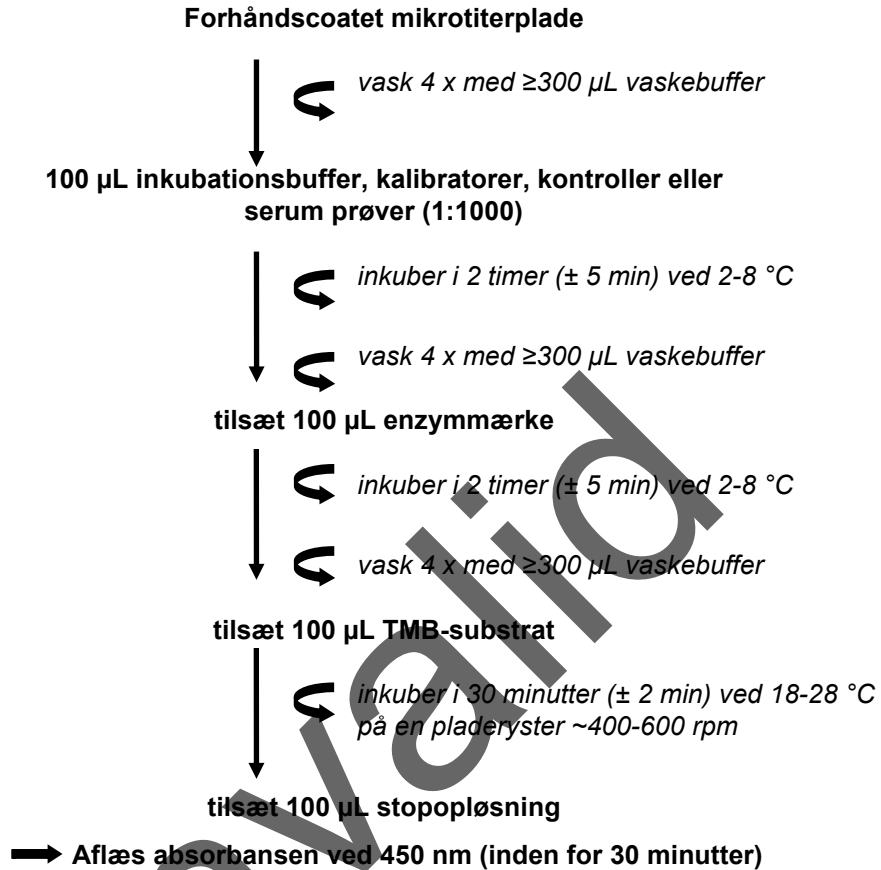 Forhåndscoatet mikrotiterplade
vask 4 x med ≥300 µL vaskebuffer
100 µL inkubationsbuffer, kalibratorer, kontroller eller
serum prøver (1:1000)
inkuber i 2 timer (± 5 min) ved 2-8 °C
vask 4 x med ≥300 µL vaskebuffer
tilsæt 100 µL enzymmærke
inkuber i 2 timer (± 5 min) ved 2-8 °C
vask 4 x med ≥300 µL vaskebuffer
tilsæt 100 µL TMB-substrat
inkuber i 30 minutter (± 2 min) ved 18-28 °C
på en pladeryster ~400-600 rpm
tilsæt 100 µL stopopløsning
Aflæs absorbansen ved 450 nm (inden for 30 minutter)